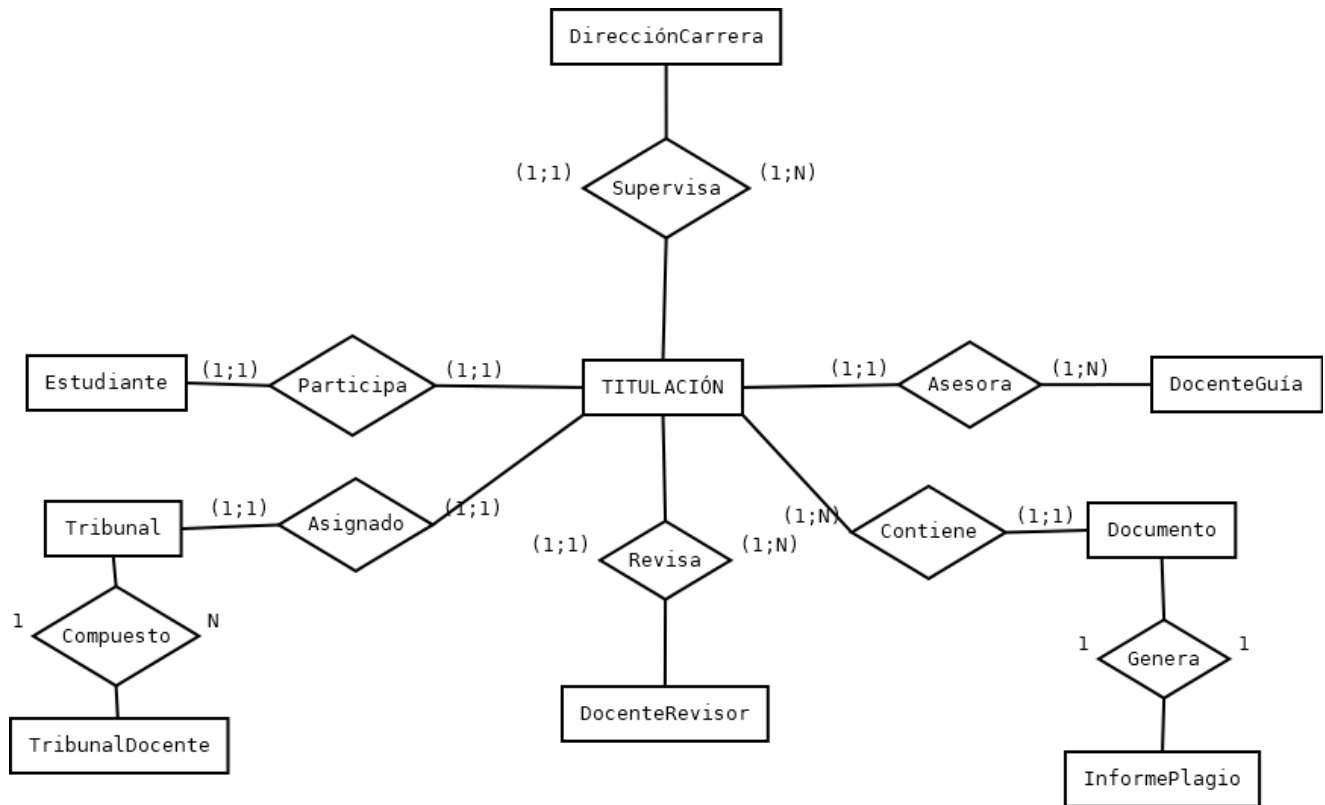 DirecciónCarrera
(1;1)
Supervisa
(1;N)
Estudiante
(1;1)
Participa
(1;1)
TITULACIÓN
(1;1)
Asesora
(1;N)
DocenteGuía
Tribunal
(1;1)
Asignado
(1;1)
(1;1)
Revisa
(1;N)
(1;N)
Contiene
(1;1)
Documento
1
Compuesto
N
1
Genera
1
DocenteRevisor
TribunalDocente
InformePlagio